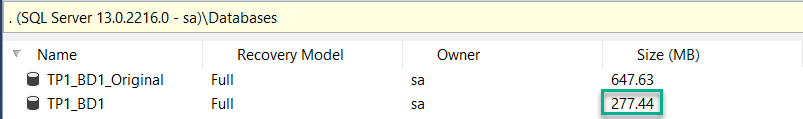 . (SQL Server 13.0.2216.0 - sa)\Databases
Name Recovery Model Owner Size (MB)
TP1_BD1_Original Full sa 647.63
TP1_BD1 Full sa 277.44